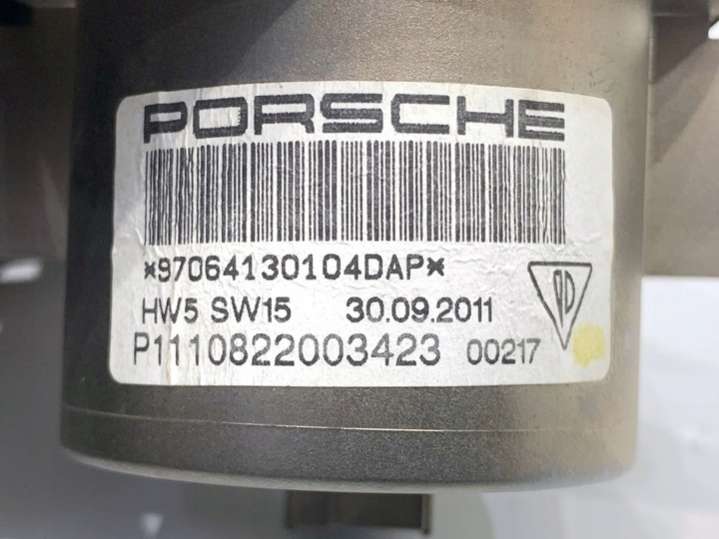 PORSCHE
*97064130104DAP*
HW5 SW15 30.09.2011
P1110822003423 00217